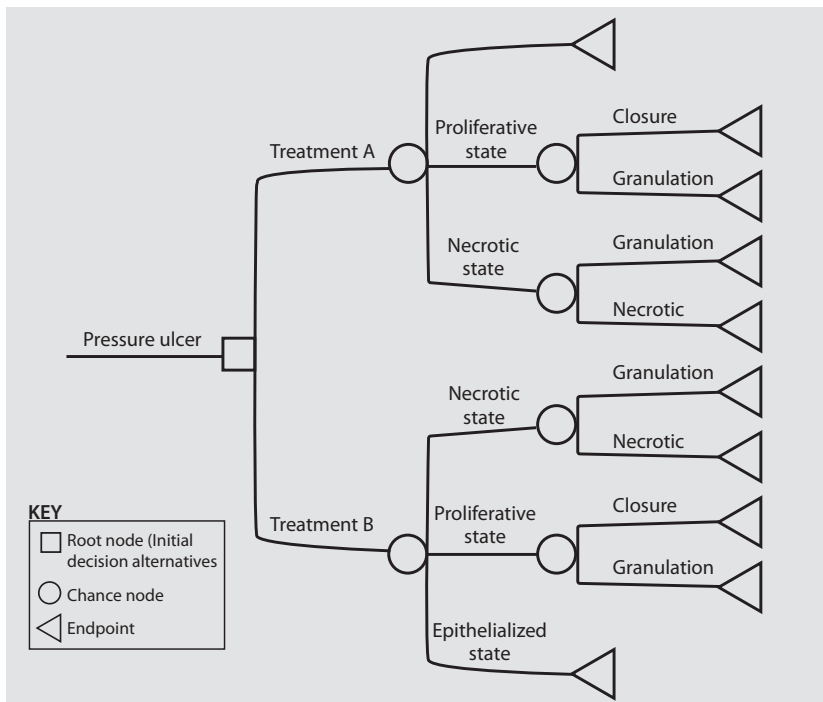 Proliferative
state
Closure
Treatment A
Granulation
Necrotic
state
Granulation
Necrotic
Pressure ulcer
Necrotic
state
Granulation
Necrotic
Treatment B
Proliferative
state
Closure
Granulation
Epithelialized
state
KEY
Root node (Initial
decision alternatives
Chance node
Endpoint